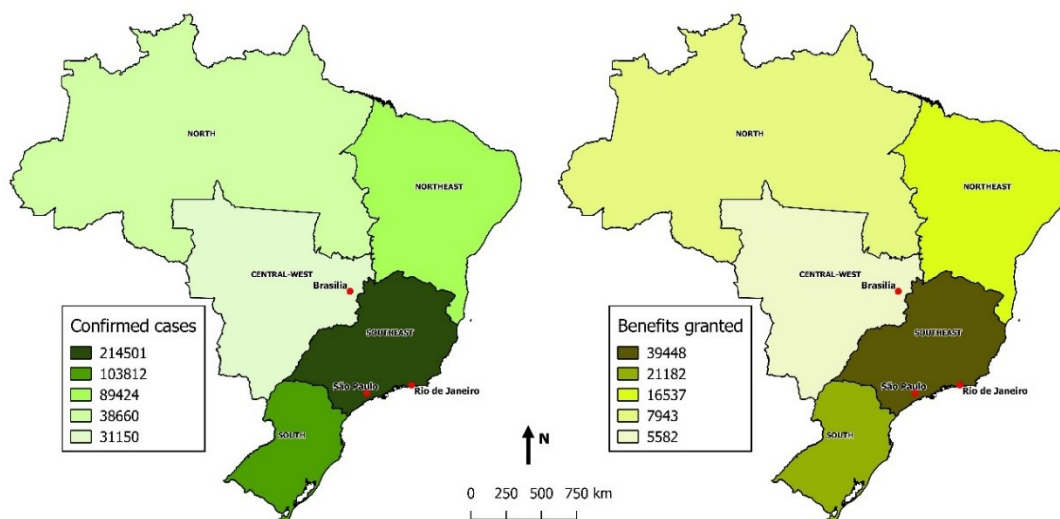 NORTH
NORTHEAST
CENTRAL-WEST
Brasilia
SOUTHEAST
São Paulo
Rio de Janeiro
SOUTH
Confirmed cases
214501
103812
89424
38660
31150
N
0 250 500 750 km
NORTH
NORTHEAST
CENTRAL-WEST
Brasilia
SOUTHEAST
São Paulo
Rio de Janeiro
SOUTH
Benefits granted
39448
21182
16537
7943
5582